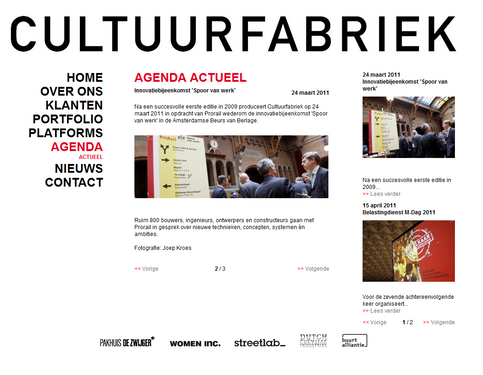 CULTUURFABRIEK
HOME
OVER ONS
KLANTEN
PORTFOLIO
PLATFORMS
AGENDA
ACTUEEL
NIEUWS
CONTACT
AGENDA ACTUEEL
Innovatiebijeenkomst 'Spoor van werk'
24 maart 2011
Na een succesvolle eerste editie in 2009 produceert Cultuurfabriek op 24
maart 2011 in opdracht van Prorail wederom de innovatiebijeenkomst 'Spoor
van werk' in de Amsterdamse Beurs van Berlage.
Ruim 800 bouwers, ingenieurs, ontwerpers en constructeurs gaan met
Prorail in gesprek over nieuwe technieken, concepten, systemen èn
ambities.
Fotografie: Joep Kroes
<< Vorige 2 / 3 >> Volgende
24 maart 2011
Innovatiebijeenkomst 'Spoor van
werk'
Na een succesvolle eerste editie in
2009...
>> Lees verder
15 april 2011
Belastingdienst M-Dag 2011
Voor de zevende achtereenvolgende
keer organiseert...
>> Lees verder
<< Vorige 1 / 2 >> Volgende
PAKHUIS DE ZWIJGER
WOMEN INC.
streetlab_
DUTCH
buurt
alliantie.